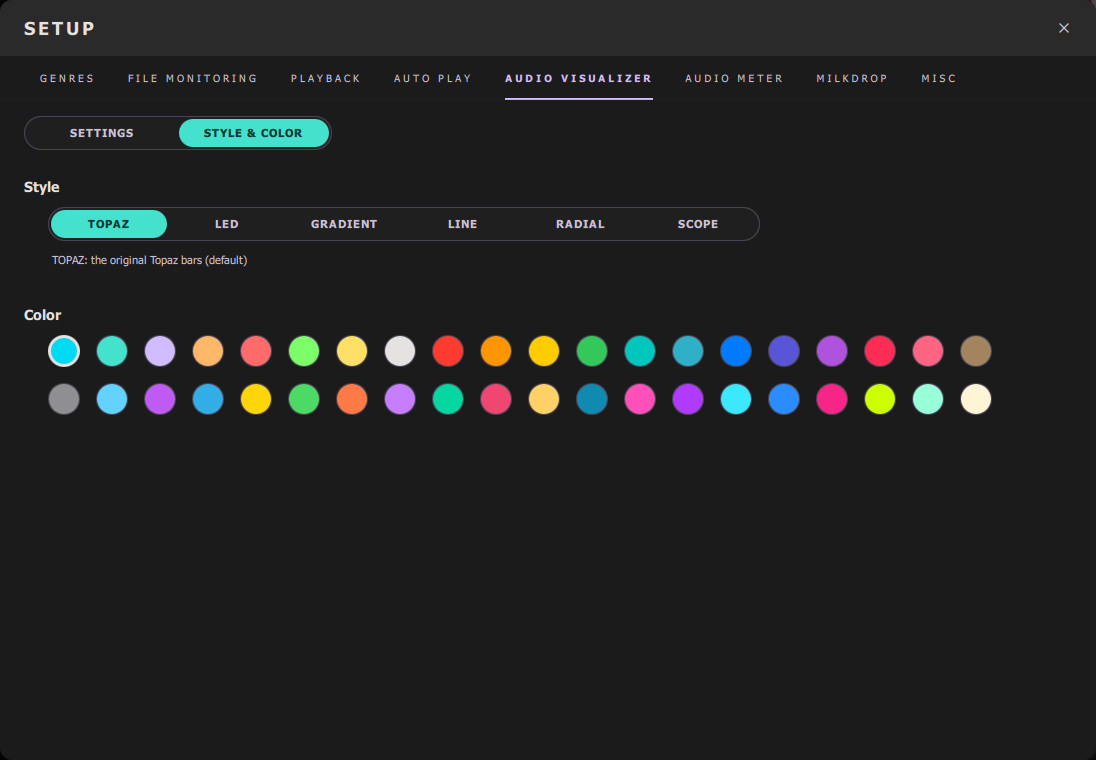 SETUP
GENRES FILE MONITORING PLAYBACK AUTO PLAY AUDIO VISUALIZER AUDIO METER MILKDROP MISC
SETTINGS STYLE & COLOR
Style
TOPAZ LED GRADIENT LINE RADIAL SCOPE
TOPAZ: the original Topaz bars (default)
Color